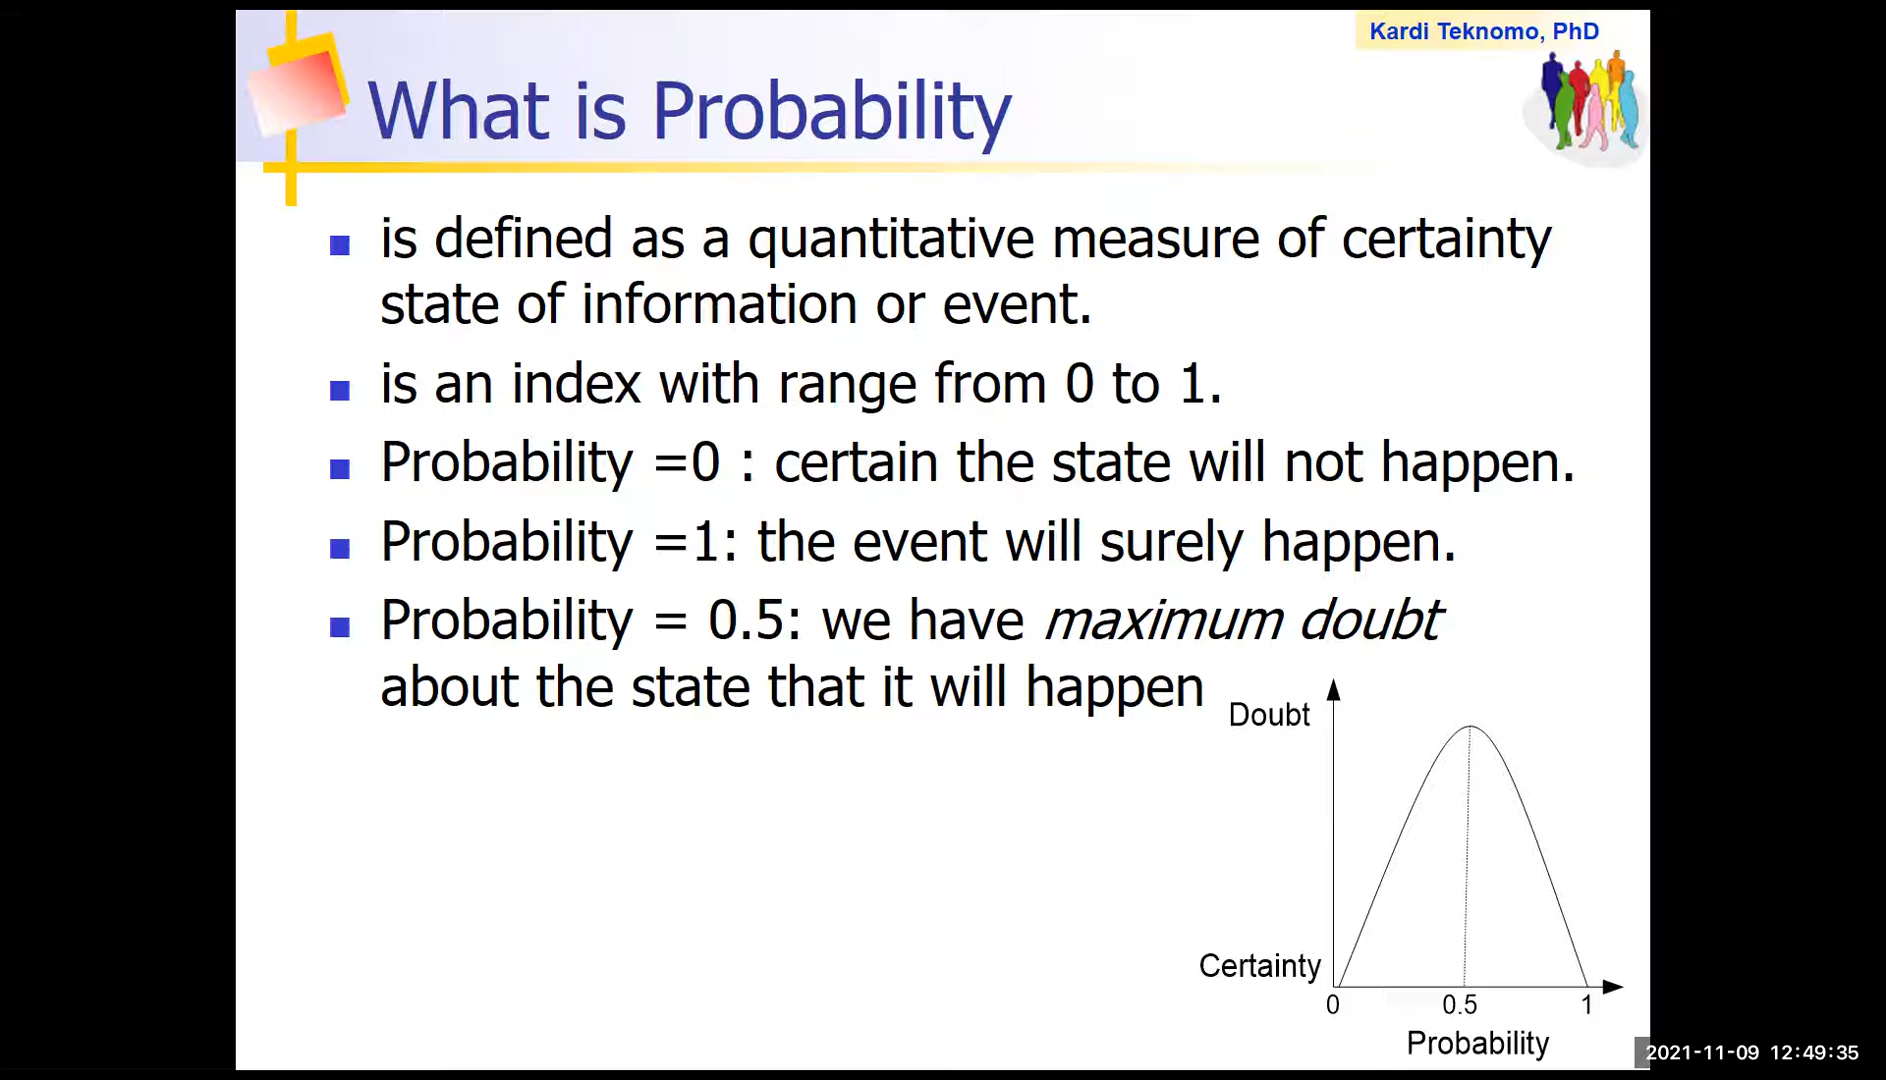 Kardi Teknomo, PhD
What is Probability
is defined as a quantitative measure of certainty
state of information or event.
is an index with range from 0 to 1.
Probability =0 : certain the state will not happen.
Probability =1: the event will surely happen.
Probability = 0.5: we have maximum doubt
about the state that it will happen
Doubt
Certainty
0 0.5 1
Probability
2021-11-09 12:49:35